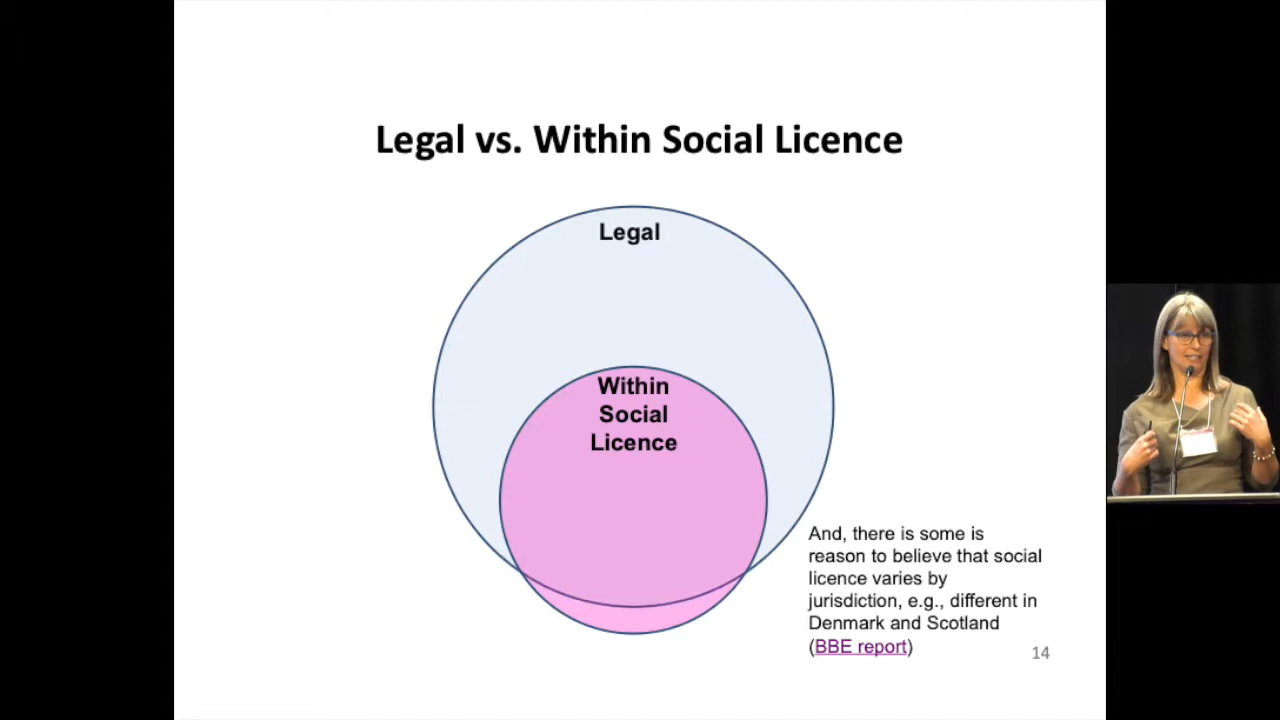 Legal vs. Within Social Licence
Legal
Within
Social
Licence
And, there is some is
reason to believe that social
licence varies by
jurisdiction, e.g., different in
Denmark and Scotland
(BBE report)
14